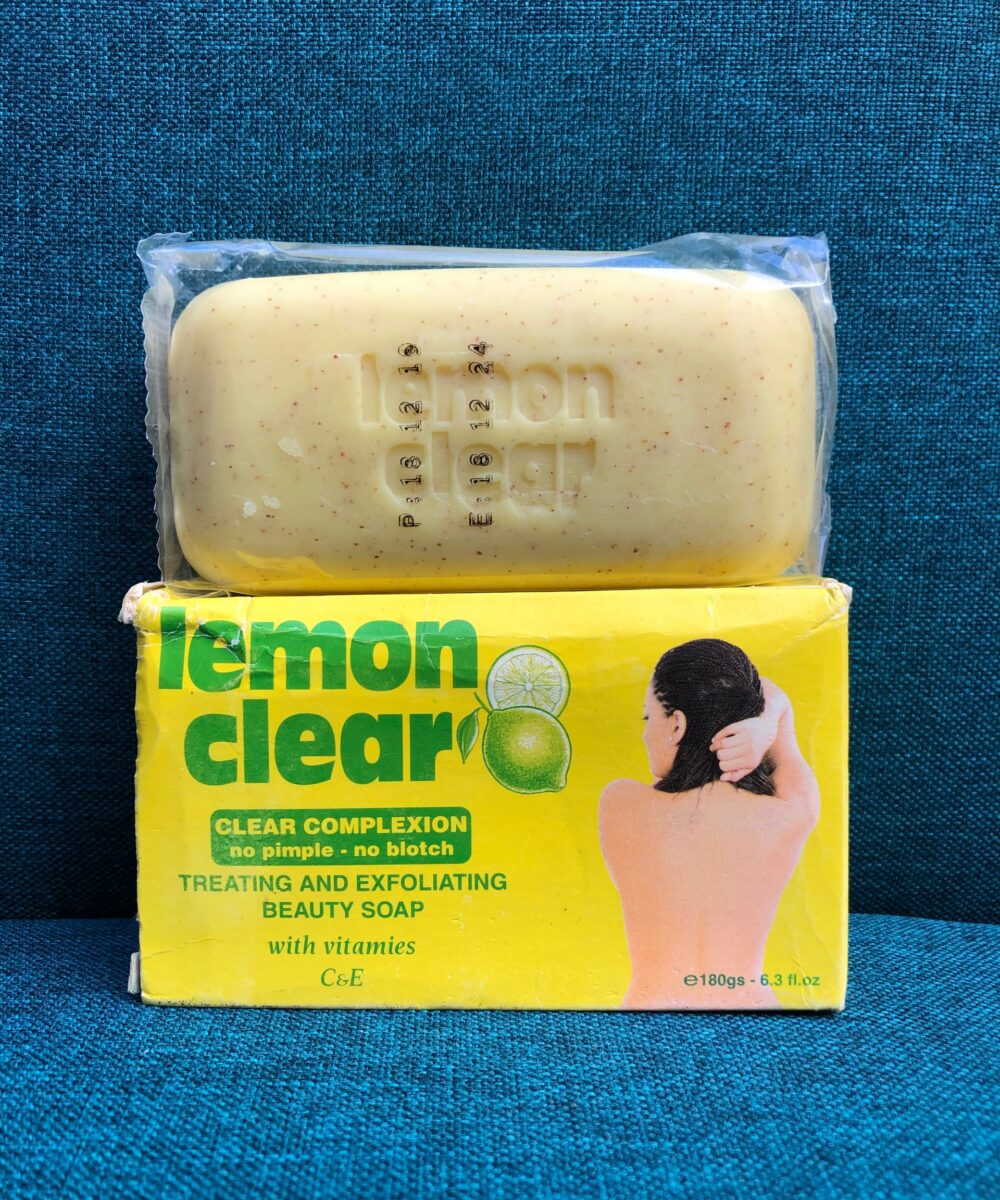 lemon
clear
P:18 12 19
E:18 12 24
lemon
clear
CLEAR COMPLEXION
no pimple - no blotch
TREATING AND EXFOLIATING
BEAUTY SOAP
with vitamies
C&E
℮180gs - 6.3 fl.oz